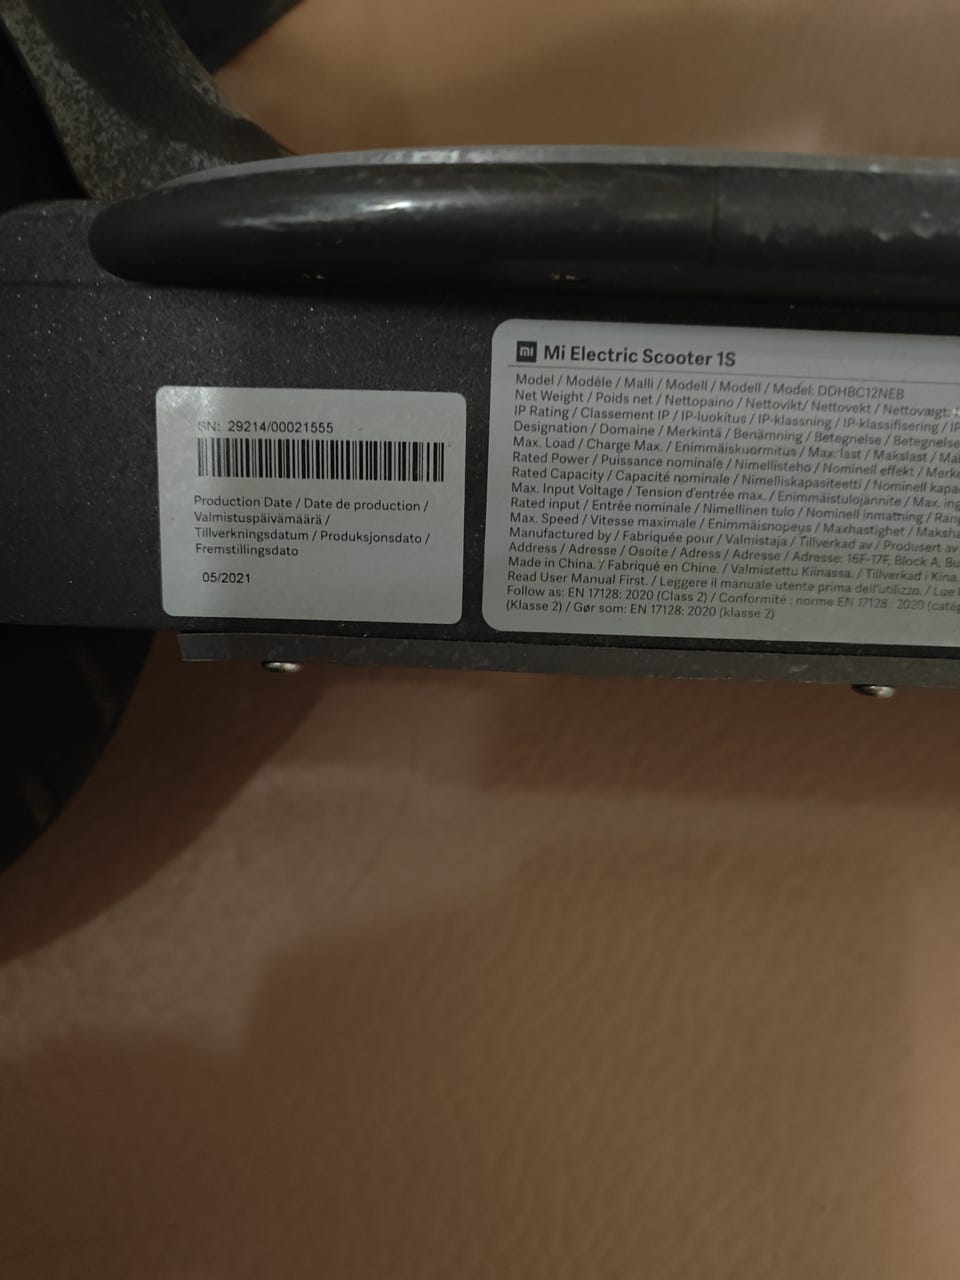 SN: 29214/00021555
Production Date / Date de production /
Valmistuspäivämäärä /
Tillverkningsdatum / Produksjonsdato /
Fremstillingsdato
05/2021
mi Mi Electric Scooter 1S
Model / Modèle / Malli / Modell / Modell / Model: DDHBC12NEB
Net Weight / Poids net / Nettopaino / Nettovikt/ Nettovekt / Nettovægt:
IP Rating / Classement IP / IP-luokitus / IP-klassning / IP-klassifisering / IP
Designation / Domaine / Merkintä / Benämning / Betegnelse / Betegnelse
Max. Load / Charge Max. / Enimmäiskuormitus / Max. last / Makslast / Mak
Rated Power / Puissance nominale / Nimellisteho / Nominell effekt / Merke
Rated Capacity / Capacité nominale / Nimelliskapasiteetti / Nominell kapa
Max. Input Voltage / Tension d'entrée max. / Enimmäistulojännite / Max. ing
Rated input / Entrée nominale / Nimellinen tulo / Nominell inmatning / Ran
Max. Speed / Vitesse maximale / Enimmäisnopeus / Maxhastighet / Maksha
Manufactured by / Fabriquée pour / Valmistaja / Tillverkad av / Produsert av
Address / Adresse / Osoite / Adress / Adresse / Adresse: 16F-17F, Block A, Bu
Made in China. / Fabriqué en Chine. / Valmistettu Kiinassa. / Tillverkad i Kina.
Read User Manual First. / Leggere il manuale utente prima dell'utilizzo. / Lue
Follow as: EN 17128: 2020 (Class 2) / Conformité : norme EN 17128 : 2020 (caté
(Klasse 2) / Gør som: EN 17128: 2020 (klasse 2)